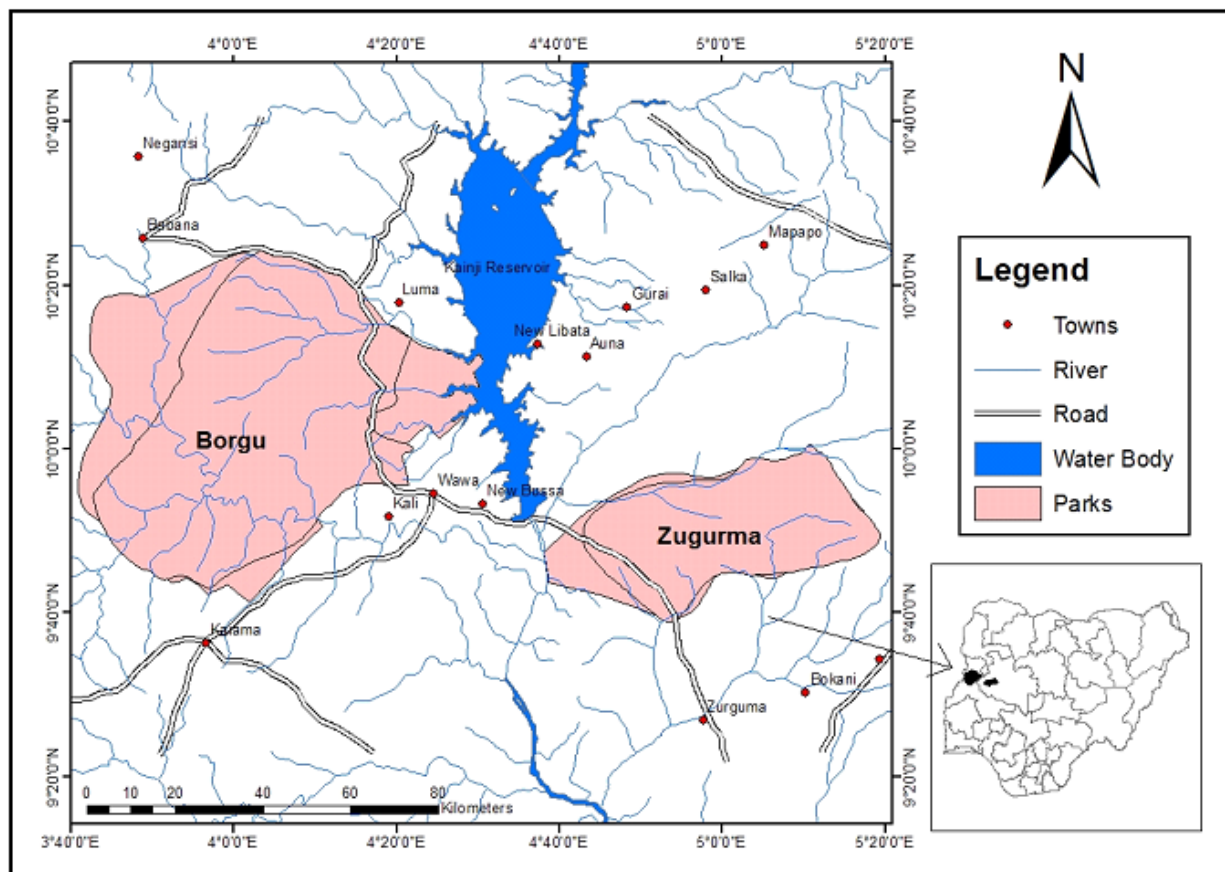 4°0'0"E 4°20'0"E 4°40'0"E 5°0'0"E 5°20'0"E
N
10°40'0"N 10°40'0"N
Negansi
Babana
Mapapo
Kainji Reservoir
Salka
Luma
Gurai
10°20'0"N 10°20'0"N
New Libata
Auna
Borgu
10°0'0"N 10°0'0"N
Wawa
New Bussa
Kali
Zugurma
9°40'0"N 9°40'0"N
Kaiama
Bokani
Zurguma
9°20'0"N 9°20'0"N
0 10 20 40 60 80
Kilometers
3°40'0"E 4°0'0"E 4°20'0"E 4°40'0"E 5°0'0"E 5°20'0"E
Legend
Towns
River
Road
Water Body
Parks